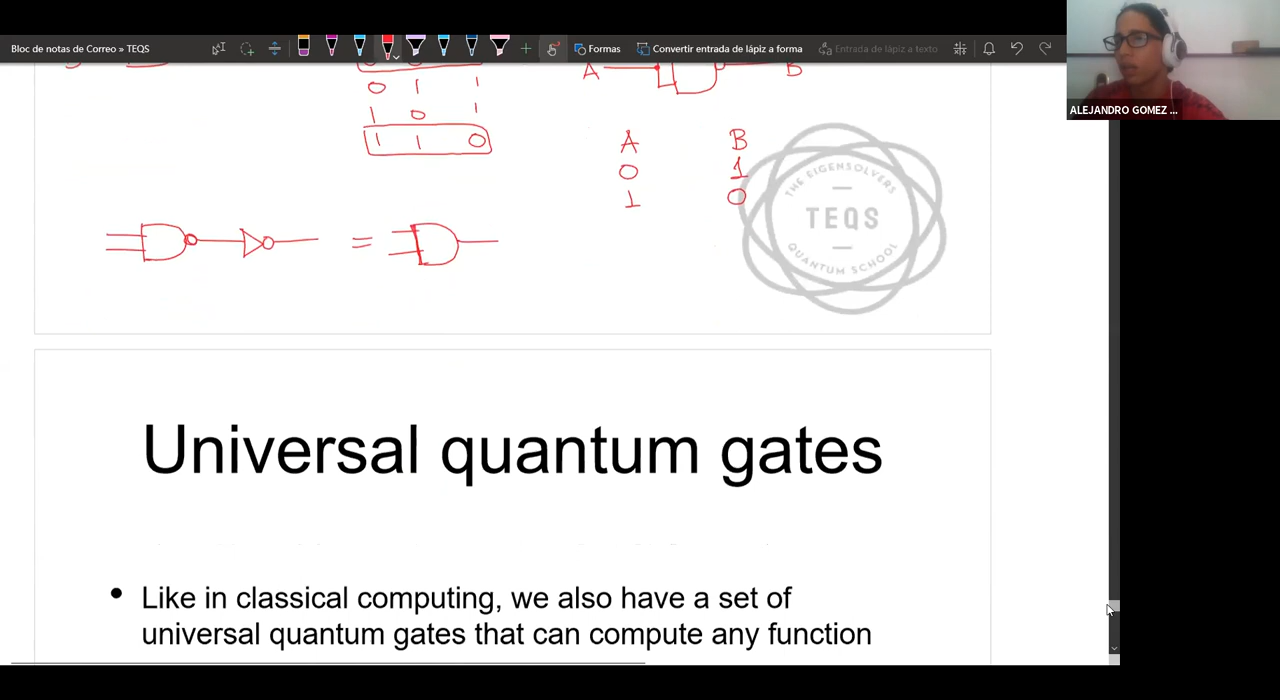 Bloc de notas de Correo » TEQS
Formas
Convertir entrada de lápiz a forma
Entrada de lápiz a texto
ALEJANDRO GOMEZ ...
A B
0 1 1
1 0 1
1 1 0
A B
0 1
1 0
=
THE EIGENSOLVERS
TEQS
QUANTUM SCHOOL
Universal quantum gates
• Like in classical computing, we also have a set of
universal quantum gates that can compute any function